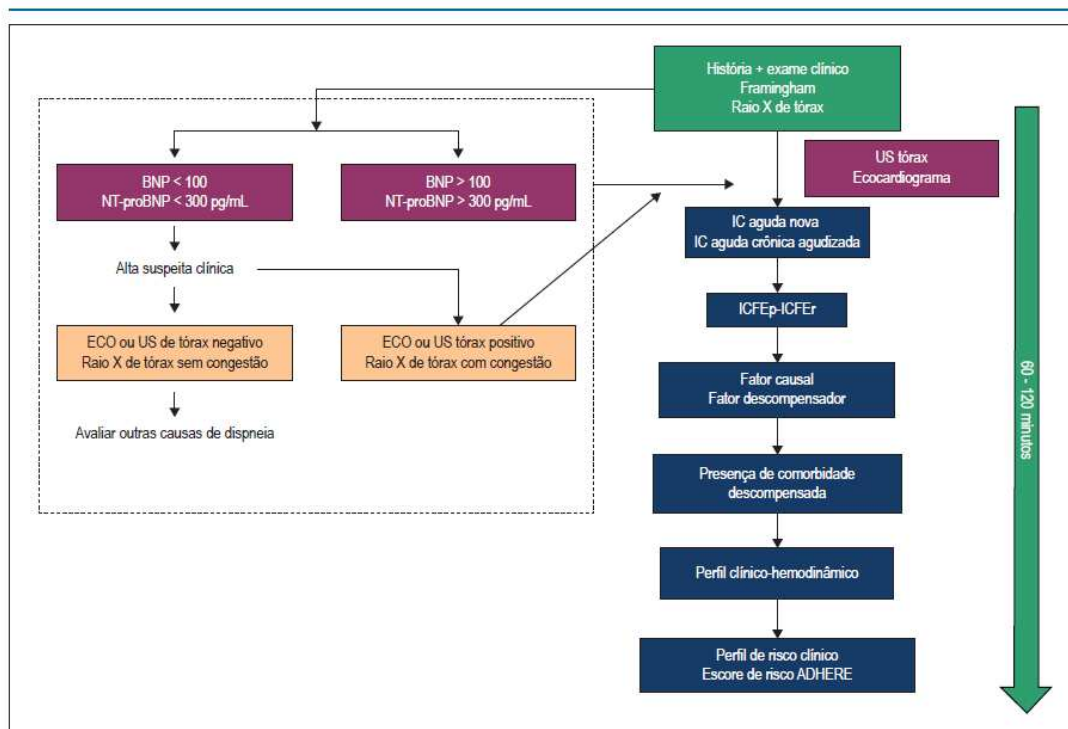 História + exame clínico
Framingham
Raio X de tórax
US tórax
Ecocardiograma
BNP < 100
NT-proBNP < 300 pg/mL
BNP > 100
NT-proBNP > 300 pg/mL
Alta suspeita clínica
ECO ou US de tórax negativo
Raio X de tórax sem congestão
ECO ou US tórax positivo
Raio X de tórax com congestão
Avaliar outras causas de dispneia
IC aguda nova
IC aguda crônica agudizada
ICFEp-ICFEr
Fator causal
Fator descompensador
Presença de comorbidade
descompensada
Perfil clínico-hemodinâmico
Perfil de risco clínico
Escore de risco ADHERE
60 - 120 minutos